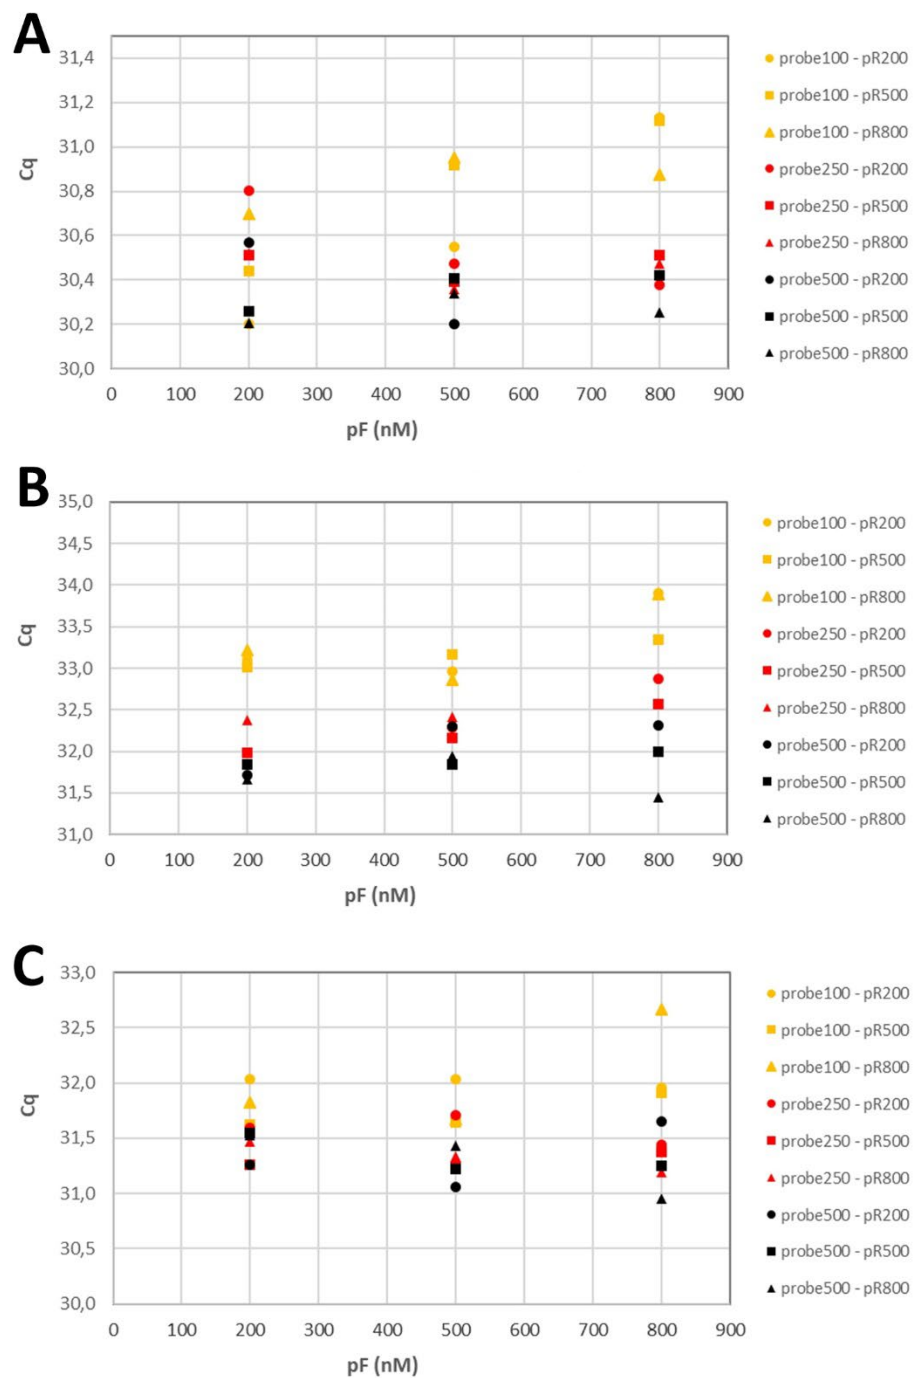 A
31,4
31,2
31,0
30,8
30,6
30,4
30,2
30,0
Cq
0 100 200 300 400 500 600 700 800 900
pF (nM)
probe100 - pR200
probe100 - pR500
probe100 - pR800
probe250 - pR200
probe250 - pR500
probe250 - pR800
probe500 - pR200
probe500 - pR500
probe500 - pR800
B
35,0
34,5
34,0
33,5
33,0
32,5
32,0
31,5
31,0
Cq
0 100 200 300 400 500 600 700 800 900
pF (nM)
probe100 - pR200
probe100 - pR500
probe100 - pR800
probe250 - pR200
probe250 - pR500
probe250 - pR800
probe500 - pR200
probe500 - pR500
probe500 - pR800
C
33,0
32,5
32,0
31,5
31,0
30,5
30,0
Cq
0 100 200 300 400 500 600 700 800 900
pF (nM)
probe100 - pR200
probe100 - pR500
probe100 - pR800
probe250 - pR200
probe250 - pR500
probe250 - pR800
probe500 - pR200
probe500 - pR500
probe500 - pR800